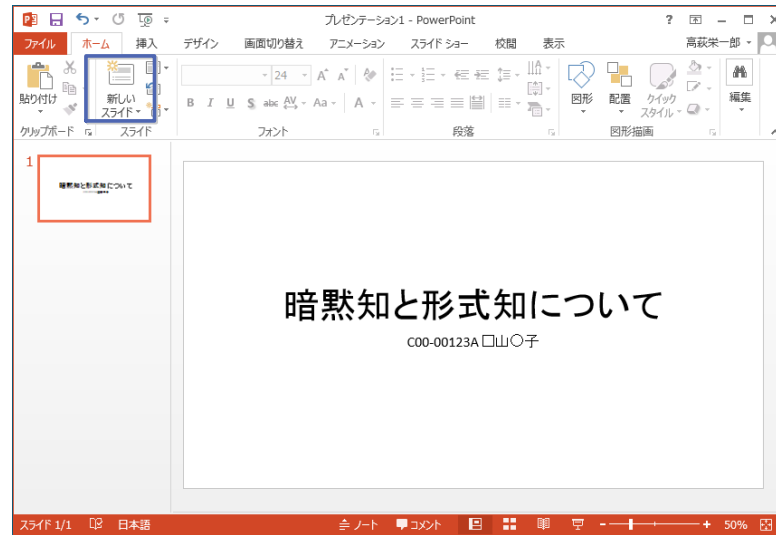 プレゼンテーション1 - PowerPoint
ファイル ホーム 挿入 デザイン 画面切り替え アニメーション スライド ショー 校閲 表示 高萩栄一郎
貼り付け 新しい スライド 24 A A
B I U S abc AV Aa A 図形 配置 クイック スタイル 編集
クリップボード スライド フォント 段落 図形描画
1
暗黙知と形式知について
暗黙知と形式知について
C00-00123A 口山〇子
スライド 1/1 日本語 ノート コメント 50%